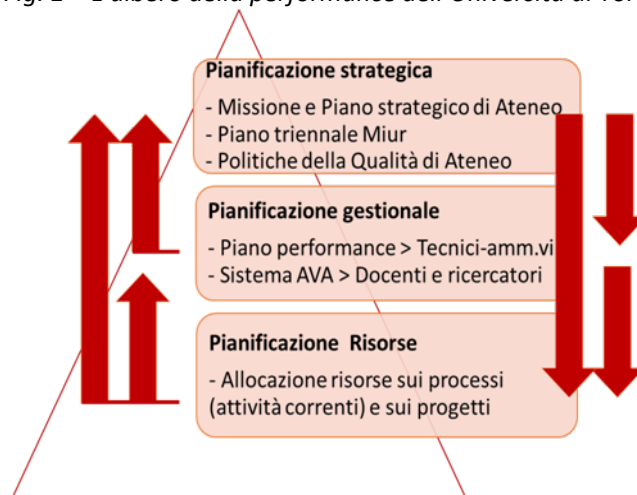 Pianificazione strategica
- Missione e Piano strategico di Ateneo
- Piano triennale Miur
- Politiche della Qualità di Ateneo
Pianificazione gestionale
- Piano performance > Tecnici-amm.vi
- Sistema AVA > Docenti e ricercatori
Pianificazione Risorse
- Allocazione risorse sui processi
(attività correnti) e sui progetti